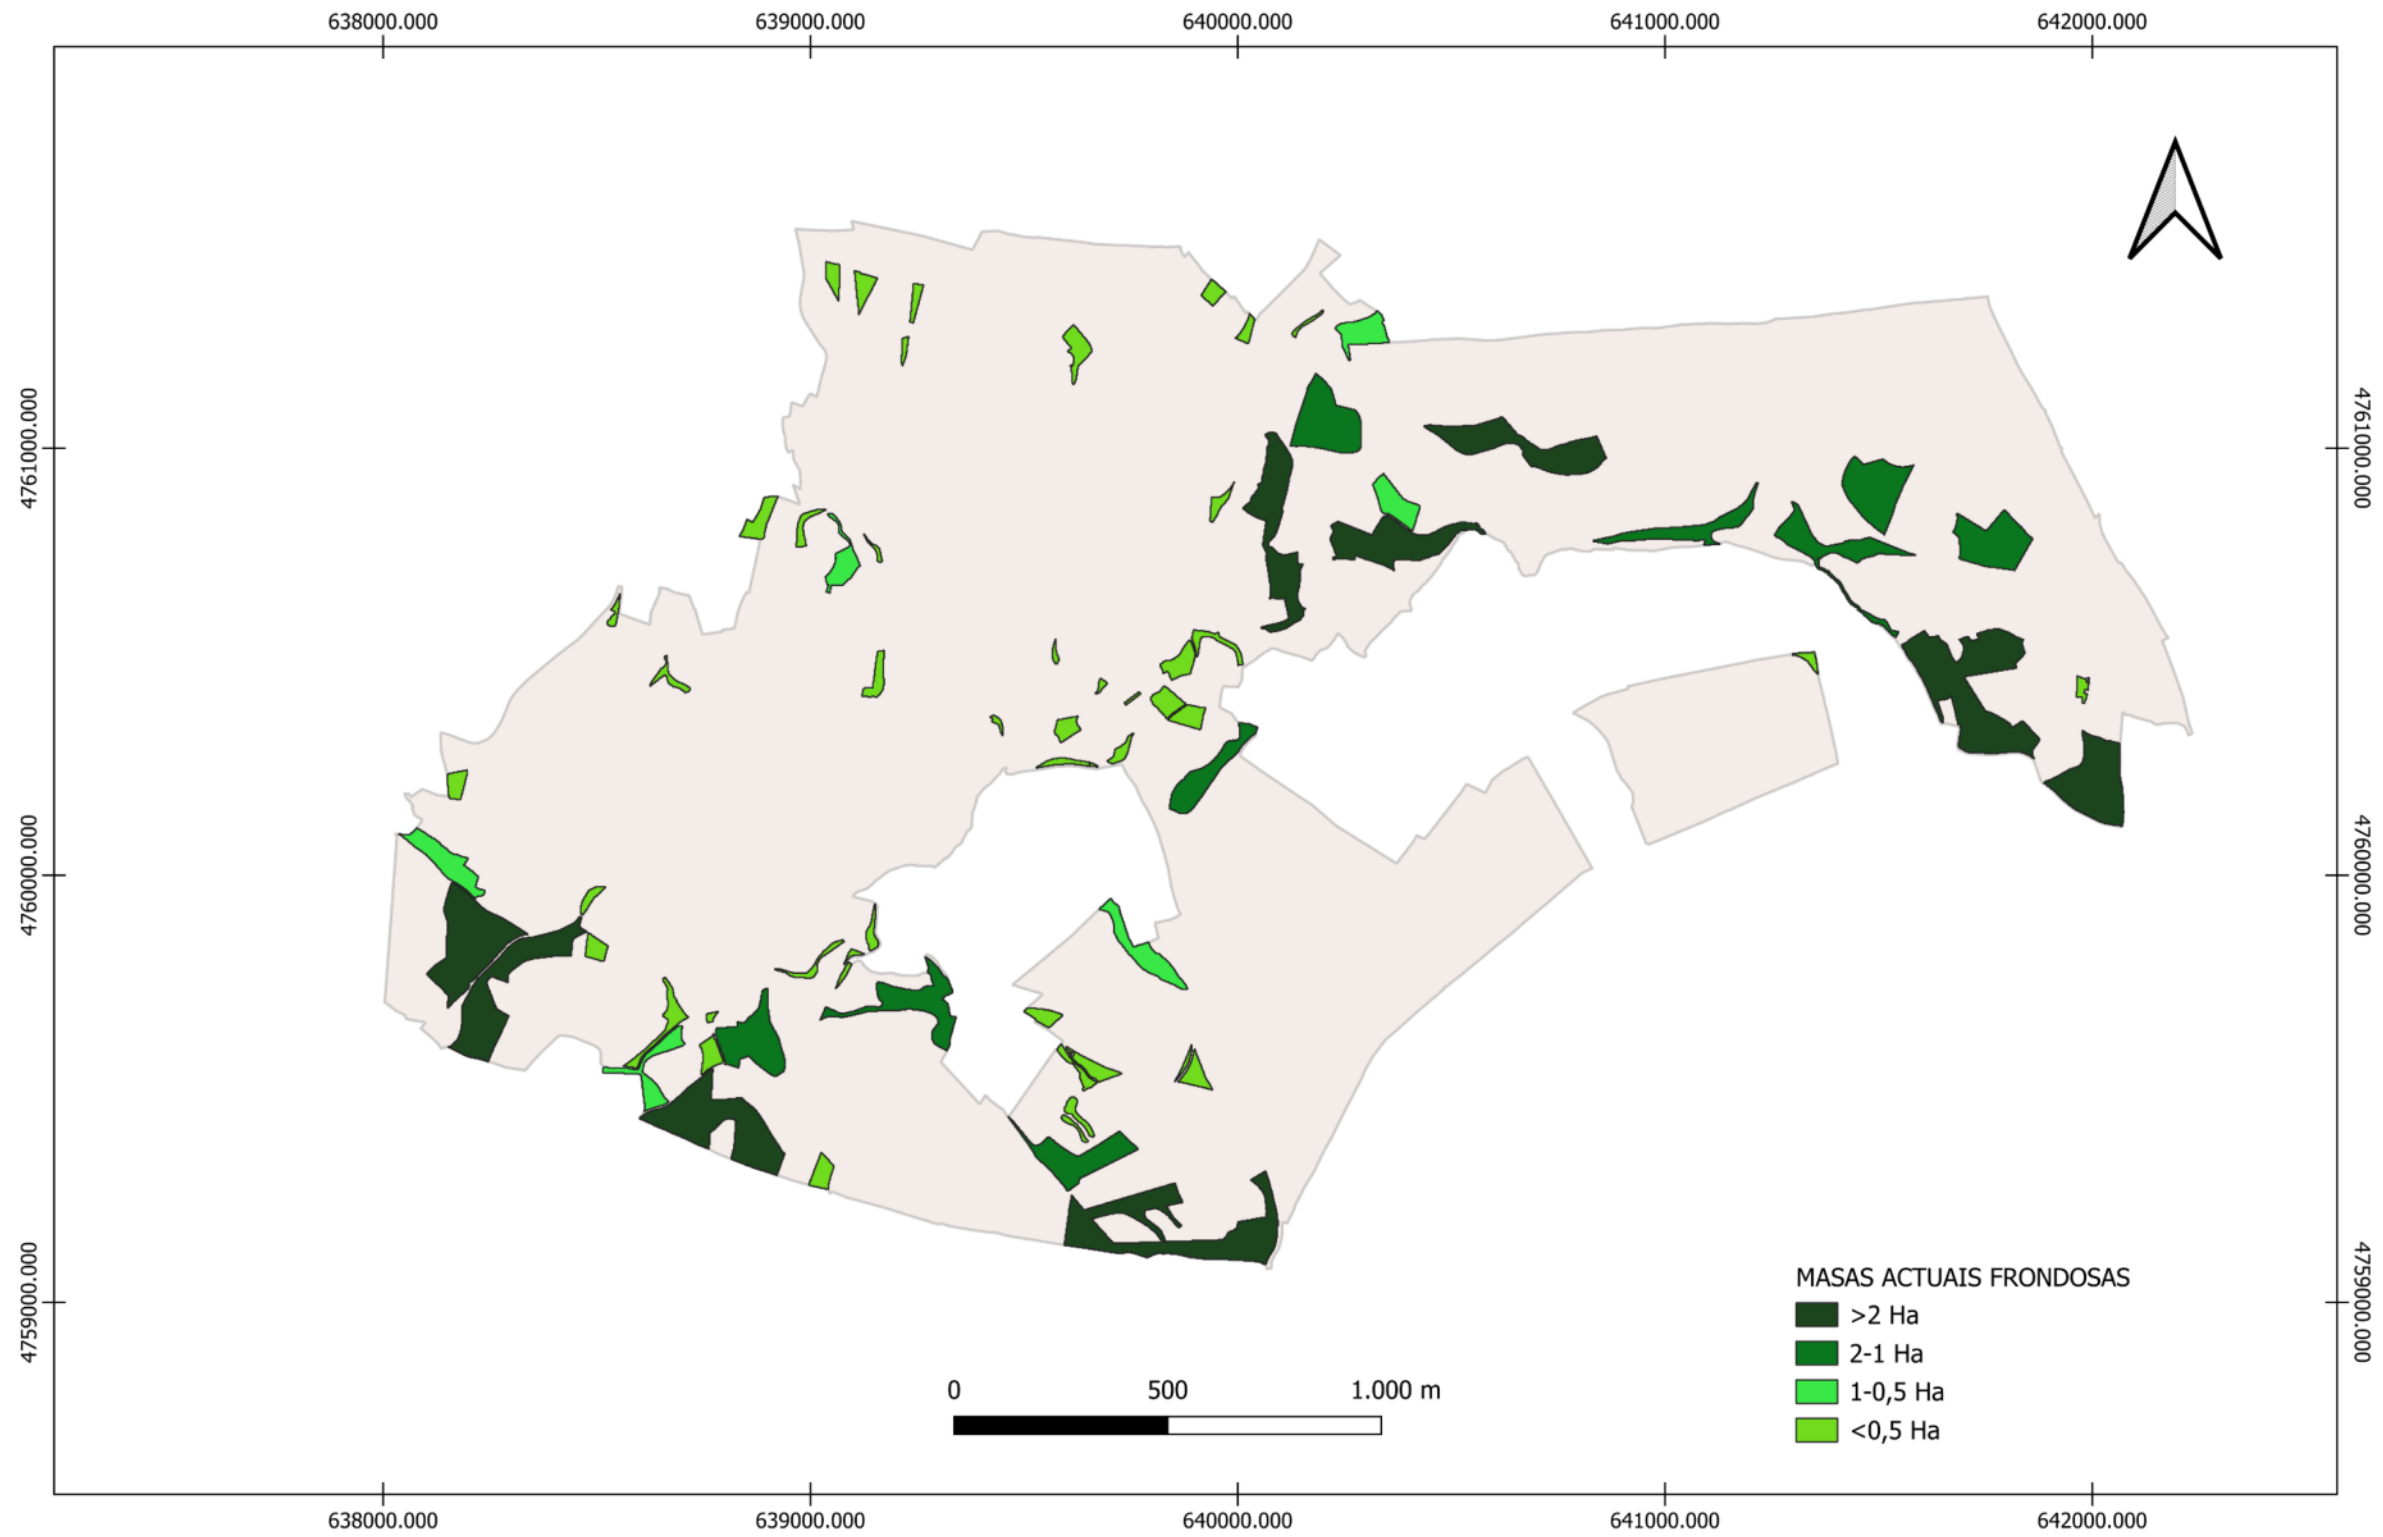 638000.000 639000.000 640000.000 641000.000 642000.000
4761000.000 4761000.000
4760000.000 4760000.000
4759000.000 4759000.000
MASAS ACTUAIS FRONDOSAS
>2 Ha
2-1 Ha
1-0,5 Ha
<0,5 Ha
0 500 1.000 m
638000.000 639000.000 640000.000 641000.000 642000.000